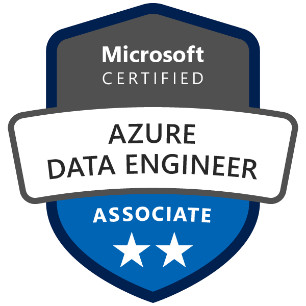 Microsoft
CERTIFIED
AZURE
DATA ENGINEER
ASSOCIATE